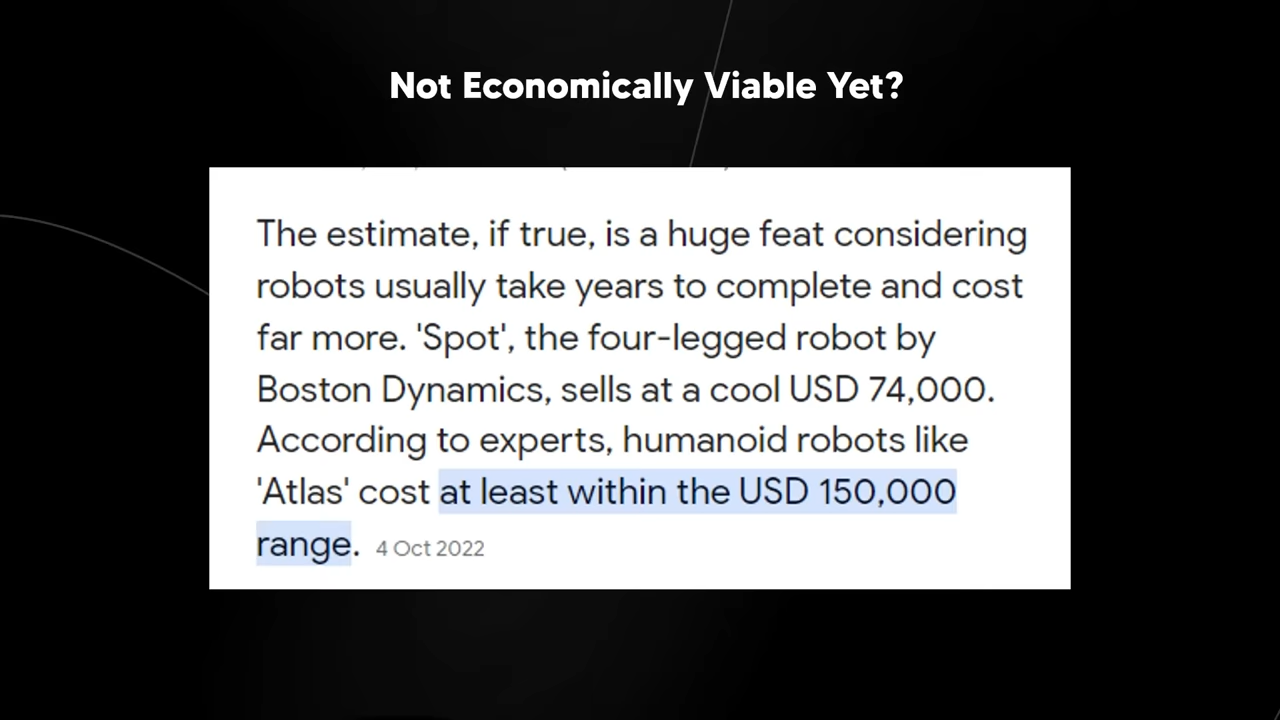 Not Economically Viable Yet?
The estimate, if true, is a huge feat considering
robots usually take years to complete and cost
far more. 'Spot', the four-legged robot by
Boston Dynamics, sells at a cool USD 74,000.
According to experts, humanoid robots like
'Atlas' cost at least within the USD 150,000
range. 4 Oct 2022